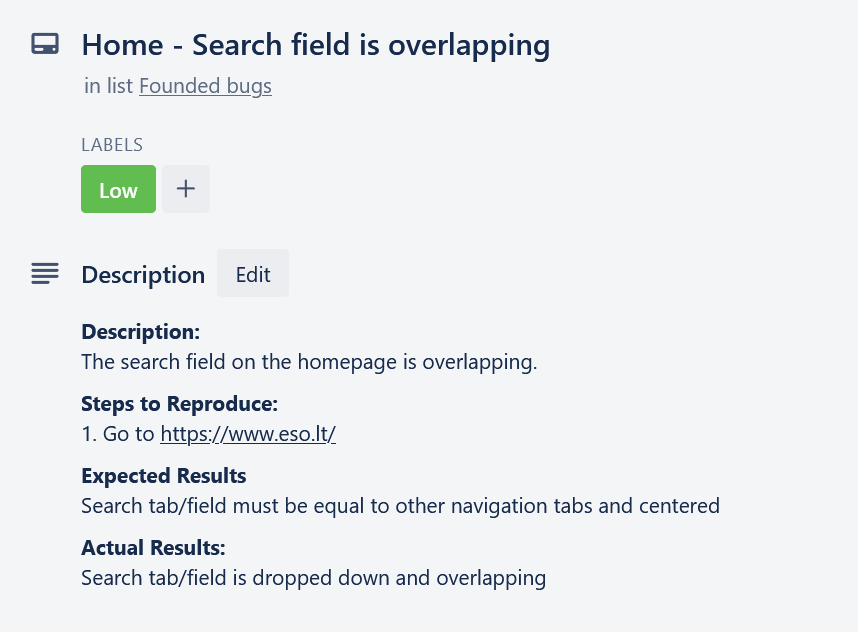 Home - Search field is overlapping
in list Founded bugs
LABELS
Low +
Description Edit
Description:
The search field on the homepage is overlapping.
Steps to Reproduce:
1. Go to https://www.eso.lt/
Expected Results
Search tab/field must be equal to other navigation tabs and centered
Actual Results:
Search tab/field is dropped down and overlapping